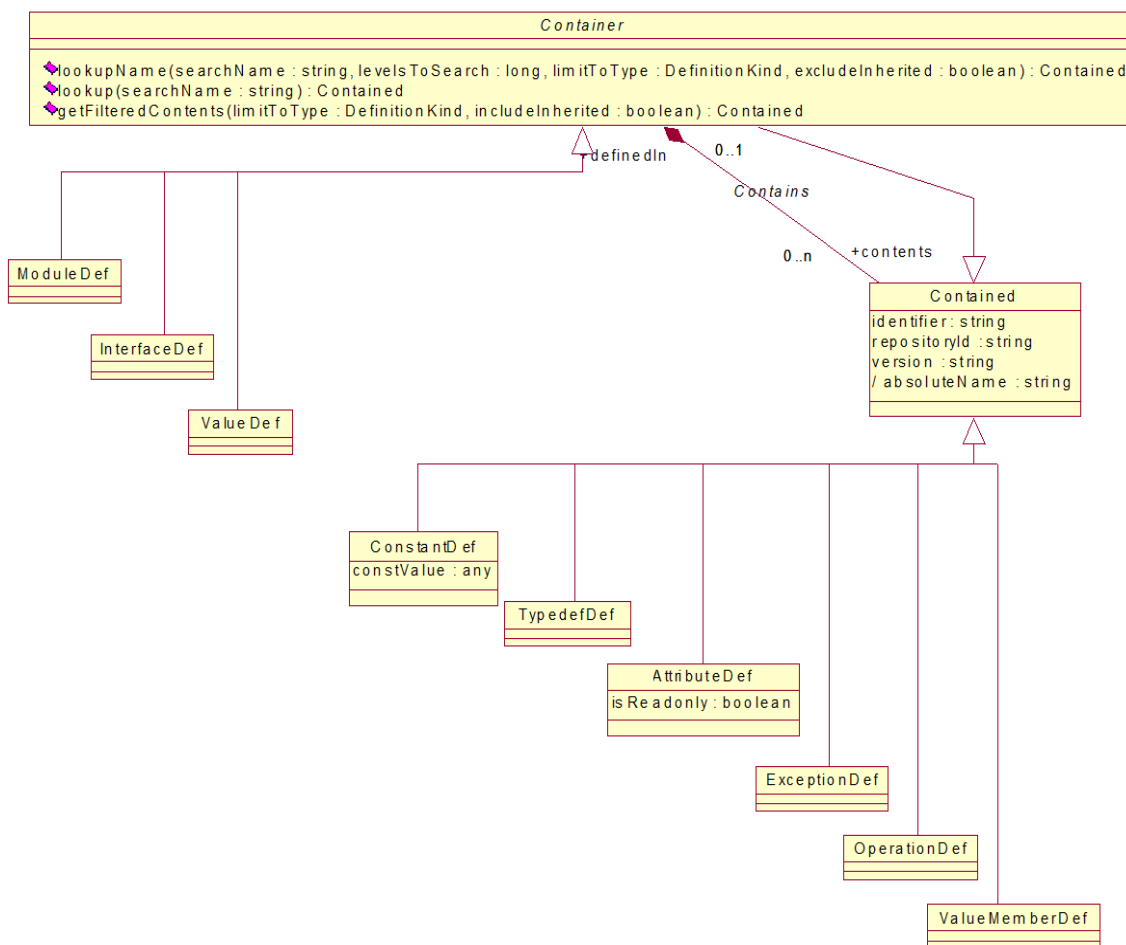 Container
lookupName(searchName : string, levelsToSearch : long, limitToType : DefinitionKind, excludeInherited : boolean) : Contained
lookup(searchName : string) : Contained
getFilteredContents(limitToType : DefinitionKind, includeInherited : boolean) : Contained
+definedIn
0..1
Contains
0..n
+contents
ModuleDef
InterfaceDef
ValueDef
Contained
identifier : string
repositoryId : string
version : string
/ absoluteName : string
ConstantDef
constValue : any
TypedefDef
AttributeDef
isReadonly : boolean
ExceptionDef
OperationDef
ValueMemberDef